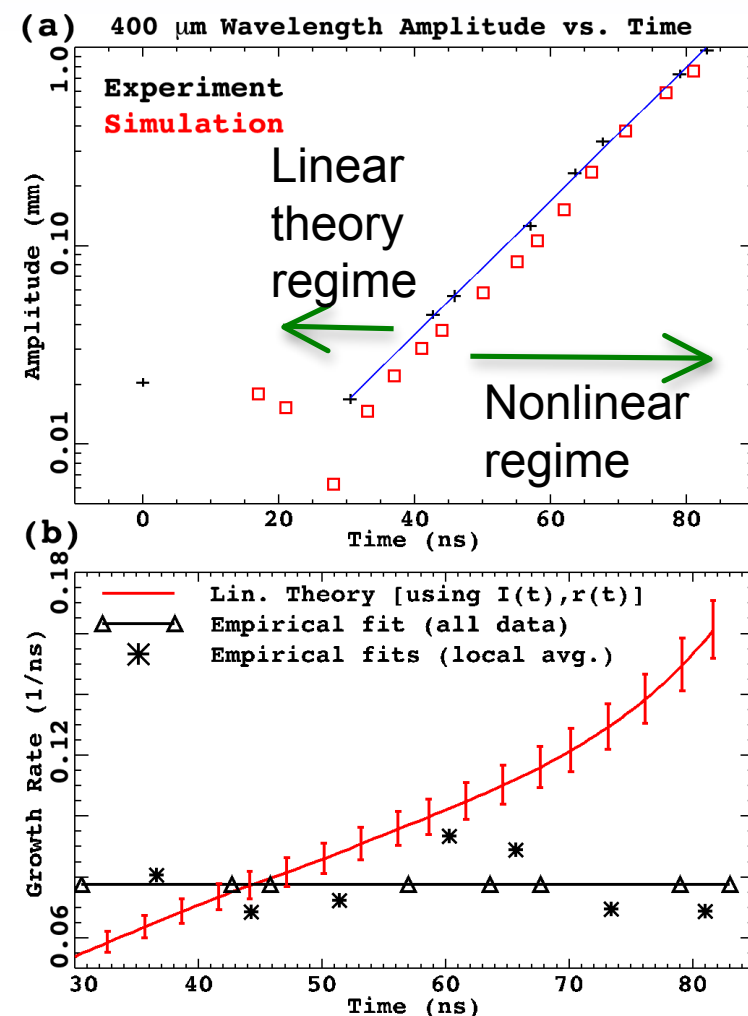 (a) 400 μm Wavelength Amplitude vs. Time
Experiment
Simulation
Linear
theory
regime
Nonlinear
regime
Amplitude (mm)
1.0
0.10
0.01
0 20 40 60 80
Time (ns)
(b)
Lin. Theory [using I(t),r(t)]
Empirical fit (all data)
Empirical fits (local avg.)
Growth Rate (1/ns)
0.18
0.12
0.06
30 40 50 60 70 80
Time (ns)